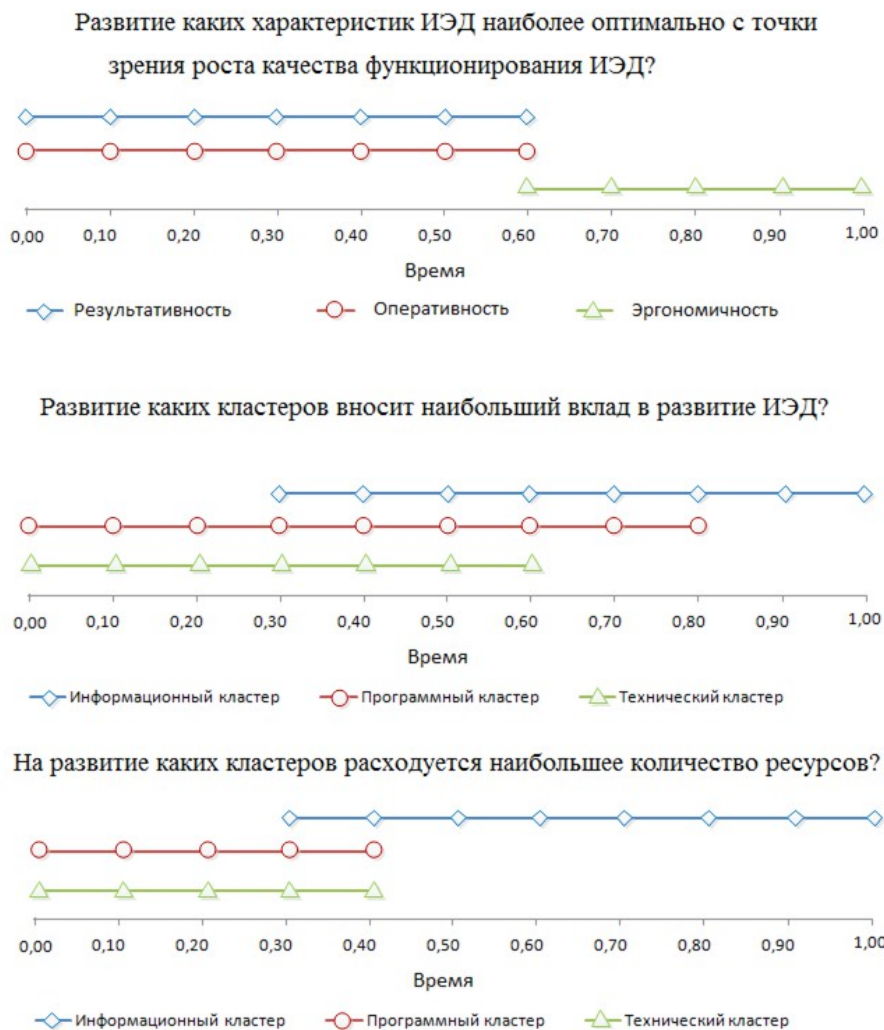 Развитие каких характеристик ИЭД наиболее оптимально с точки
зрения роста качества функционирования ИЭД?
0,00 0,10 0,20 0,30 0,40 0,50 0,60 0,70 0,80 0,90 1,00
Время
Результативность Оперативность Эргономичность
Развитие каких кластеров вносит наибольший вклад в развитие ИЭД?
0,00 0,10 0,20 0,30 0,40 0,50 0,60 0,70 0,80 0,90 1,00
Время
Информационный кластер Программный кластер Технический кластер
На развитие каких кластеров расходуется наибольшее количество ресурсов?
0,00 0,10 0,20 0,30 0,40 0,50 0,60 0,70 0,80 0,90 1,00
Время
Информационный кластер Программный кластер Технический кластер